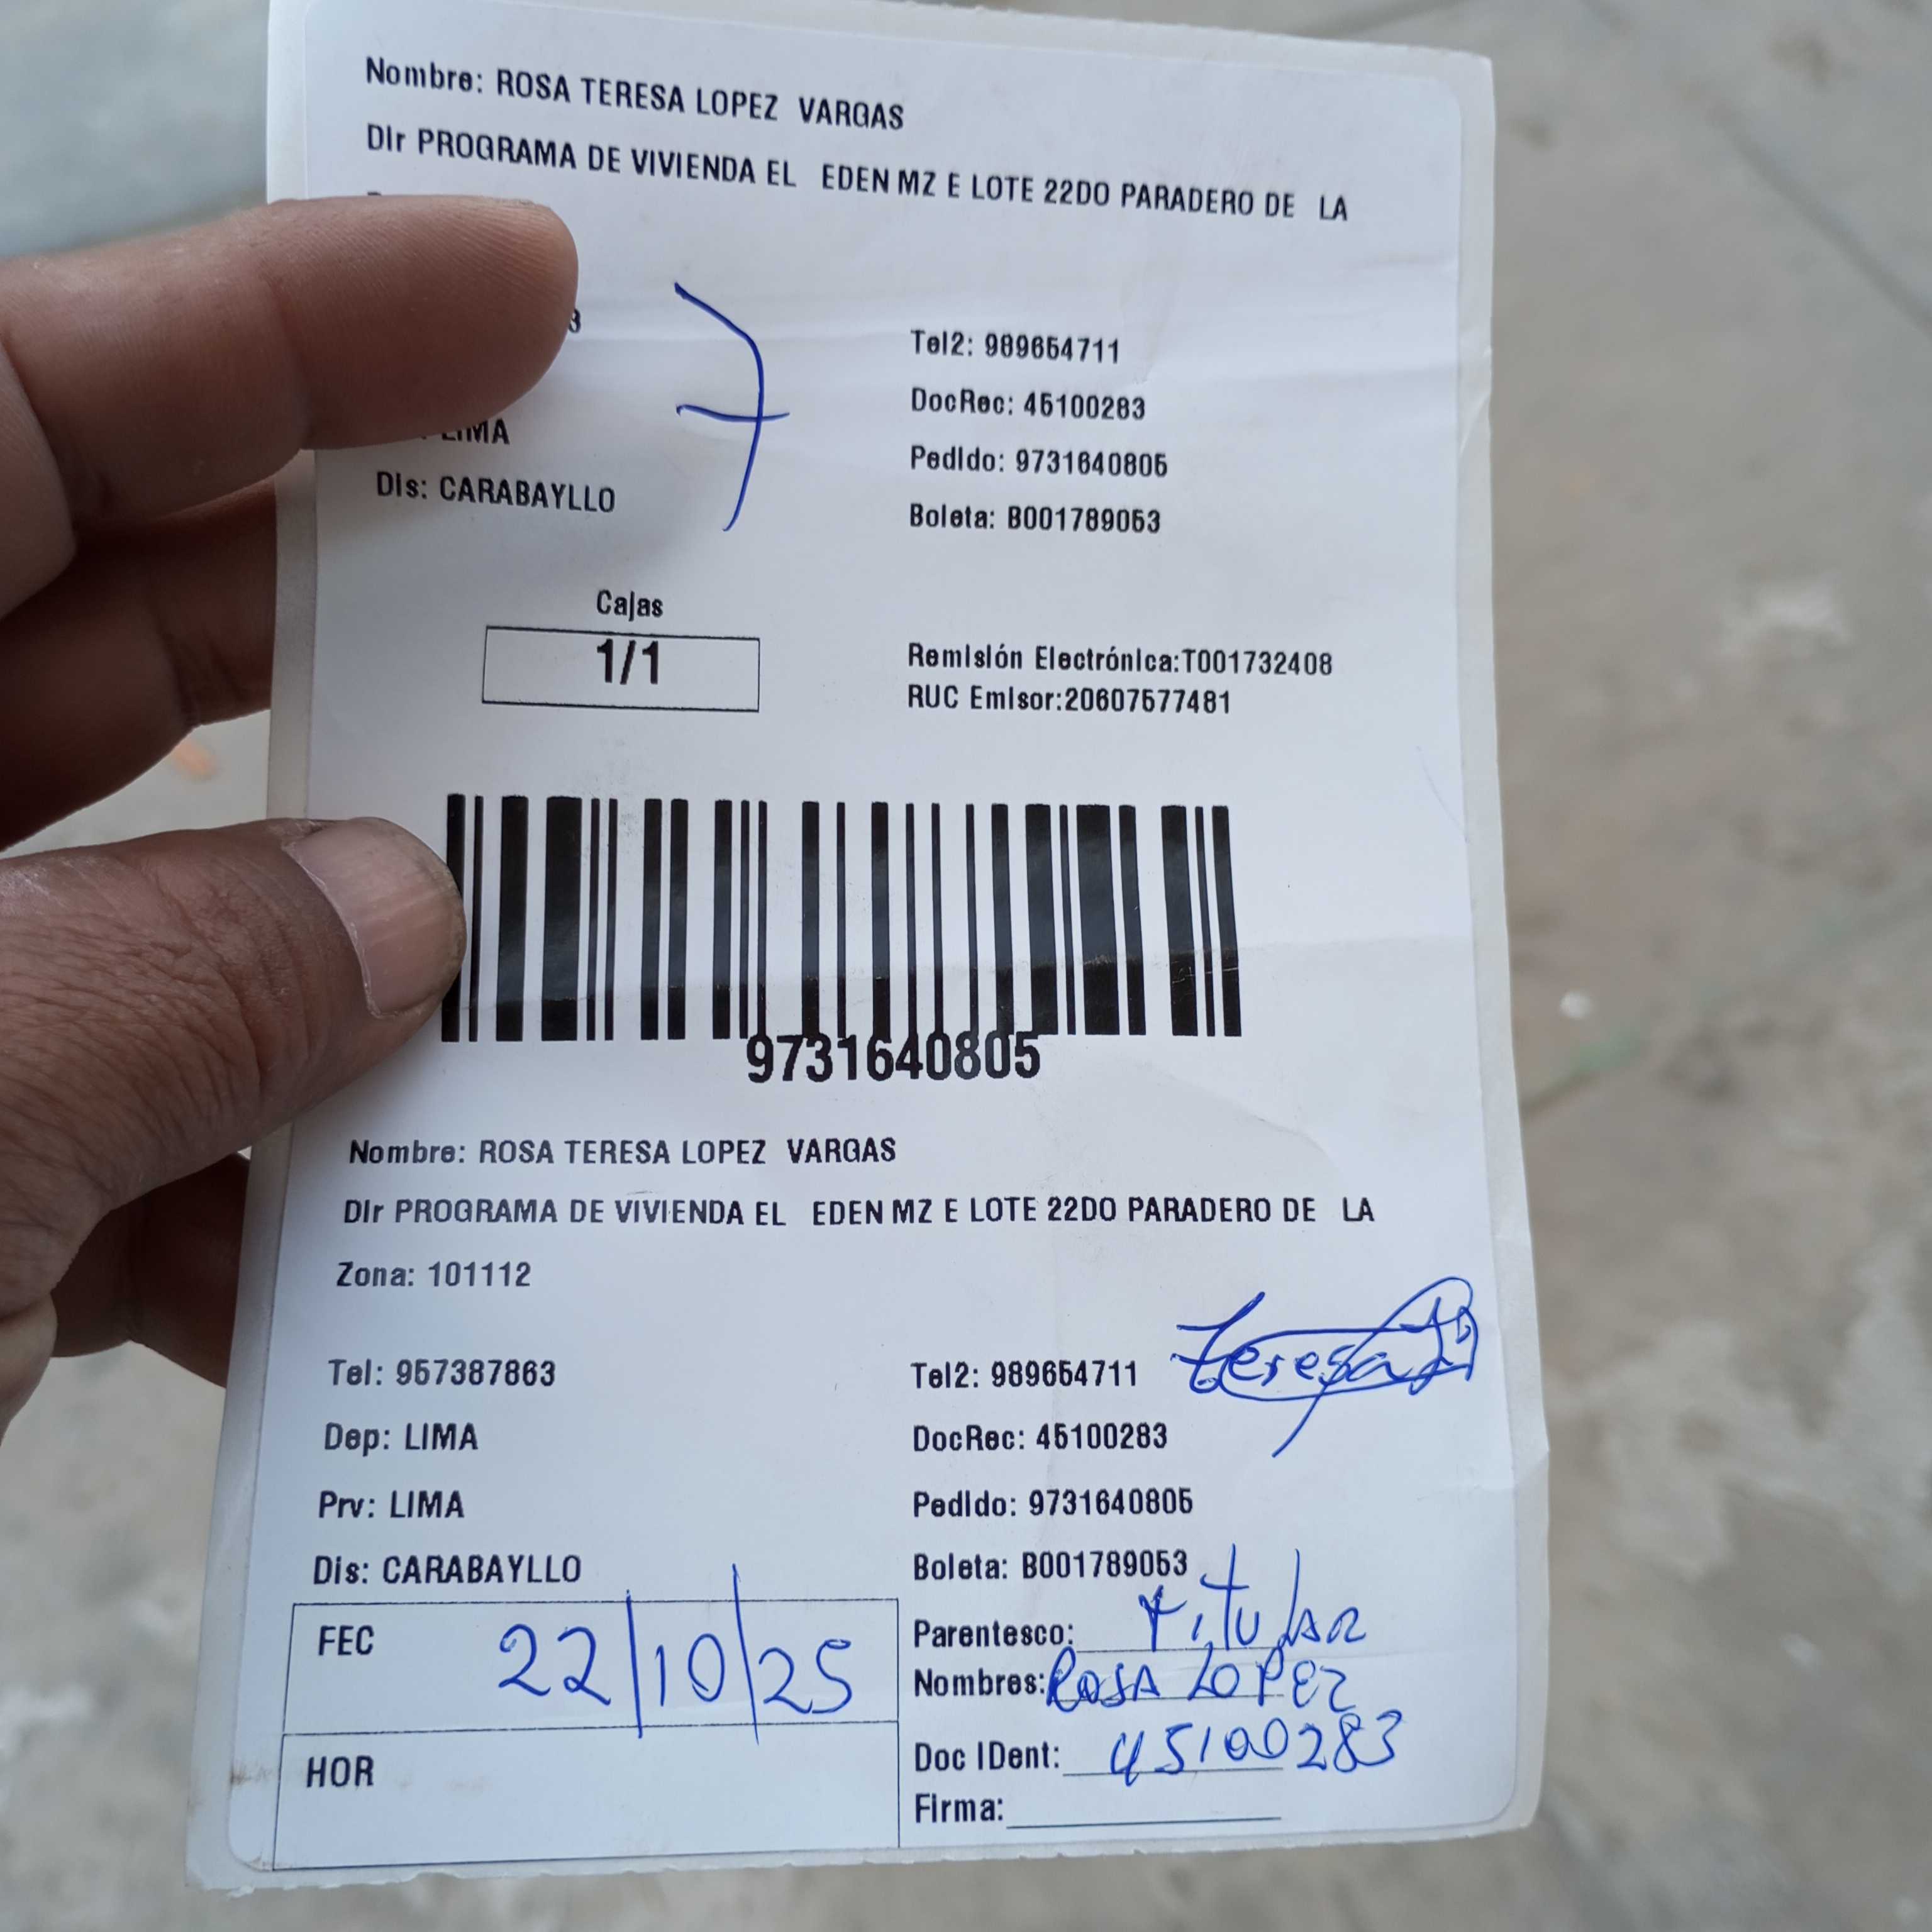 Nombre: ROSA TERESA LOPEZ VARGAS
Dir PROGRAMA DE VIVIENDA EL EDEN MZ E LOTE 22DO PARADERO DE LA
3
Tel2: 989654711
DocRec: 45100283
LIMA
Pedido: 9731640805
Dis: CARABAYLLO
Boleta: B001789053
Cajas
1/1
Remisión Electrónica:T001732408
RUC Emisor:20607577481
9731640805
Nombre: ROSA TERESA LOPEZ VARGAS
Dir PROGRAMA DE VIVIENDA EL EDEN MZ E LOTE 22DO PARADERO DE LA
Zona: 101112
Tel: 957387863
Tel2: 989654711
Teresa
Dep: LIMA
DocRec: 45100283
Prv: LIMA
Pedido: 9731640805
Dis: CARABAYLLO
Boleta: B001789053
FEC 22/10/25
Parentesco: titular
Nombres: ROSA LOPEZ
HOR
Doc IDent: 45100283
Firma: